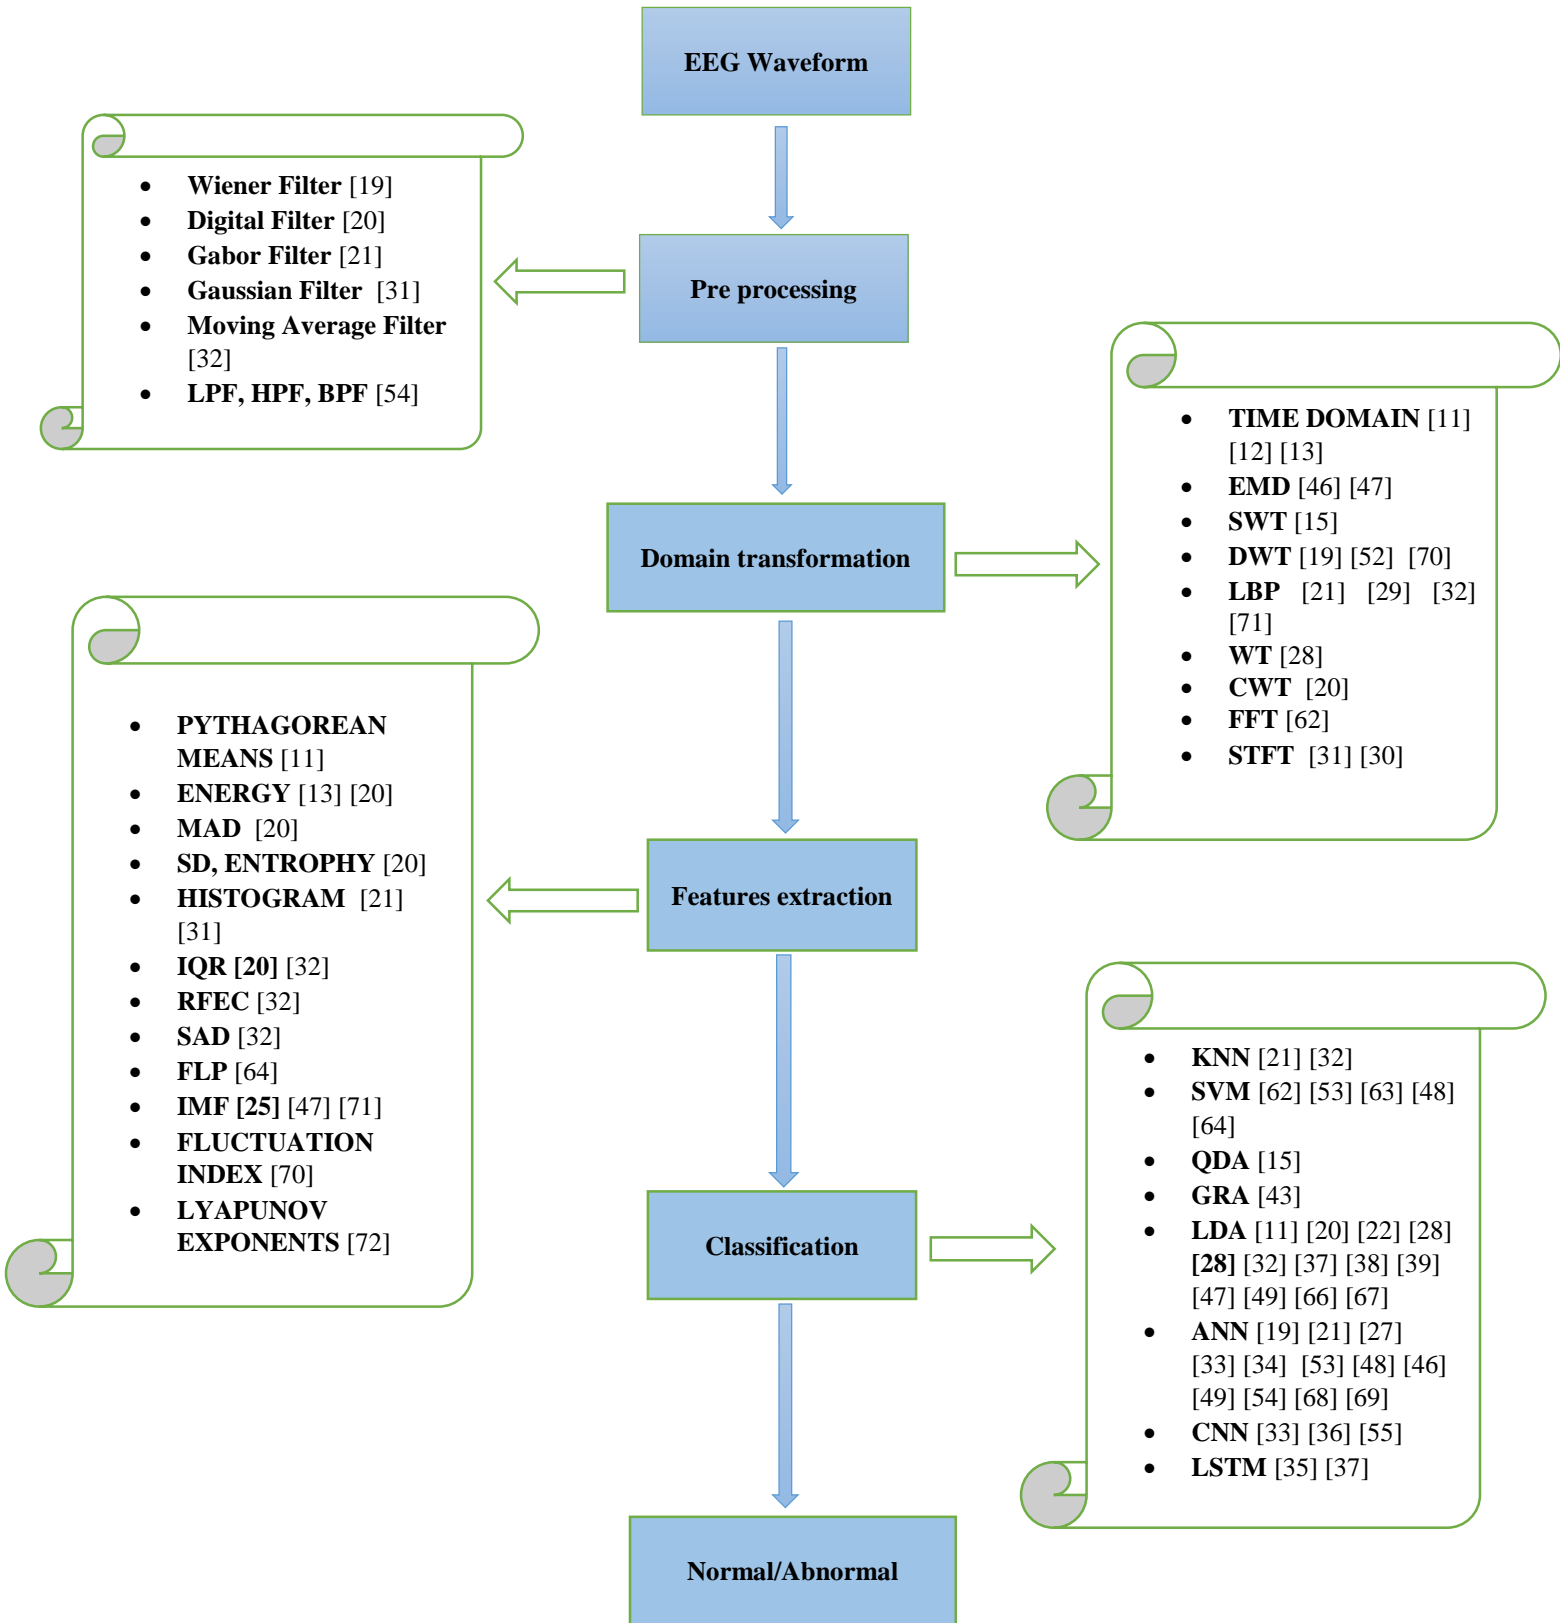 EEG Waveform
• Wiener Filter [19]
• Digital Filter [20]
• Gabor Filter [21]
• Gaussian Filter [31]
• Moving Average Filter
[32]
• LPF, HPF, BPF [54]
Pre processing
• TIME DOMAIN [11]
[12] [13]
• EMD [46] [47]
• SWT [15]
• DWT [19] [52] [70]
• LBP [21] [29] [32]
[71]
• WT [28]
• CWT [20]
• FFT [62]
• STFT [31] [30]
Domain transformation
• PYTHAGOREAN
MEANS [11]
• ENERGY [13] [20]
• MAD [20]
• SD, ENTROPHY [20]
• HISTOGRAM [21]
[31]
• IQR [20] [32]
• RFEC [32]
• SAD [32]
• FLP [64]
• IMF [25] [47] [71]
• FLUCTUATION
INDEX [70]
• LYAPUNOV
EXPONENTS [72]
Features extraction
• KNN [21] [32]
• SVM [62] [53] [63] [48]
[64]
• QDA [15]
• GRA [43]
• LDA [11] [20] [22] [28]
[28] [32] [37] [38] [39]
[47] [49] [66] [67]
• ANN [19] [21] [27]
[33] [34] [53] [48] [46]
[49] [54] [68] [69]
• CNN [33] [36] [55]
• LSTM [35] [37]
Classification
Normal/Abnormal